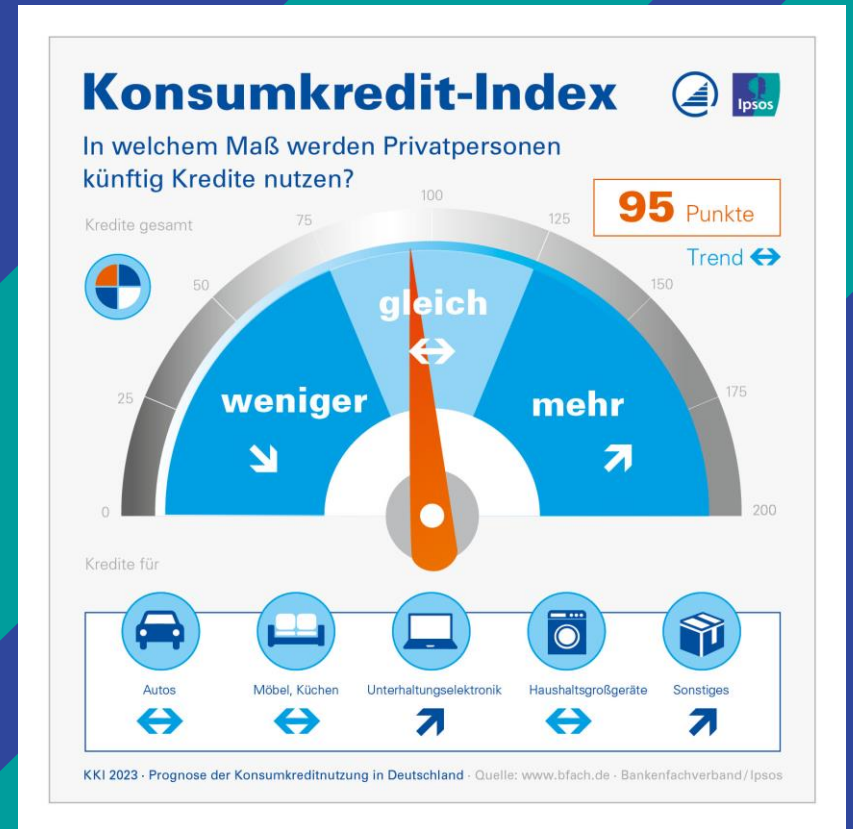 Konsumkredit-Index
Ipsos
In welchem Maß werden Privatpersonen
künftig Kredite nutzen?
95 Punkte
Trend
Kredite gesamt
0
25
50
75
100
125
150
175
200
weniger
gleich
mehr
Kredite für
Autos
Möbel, Küchen
Unterhaltungselektronik
Haushaltsgroßgeräte
Sonstiges
KKI 2023 · Prognose der Konsumkreditnutzung in Deutschland · Quelle: www.bfach.de · Bankenfachverband/Ipsos